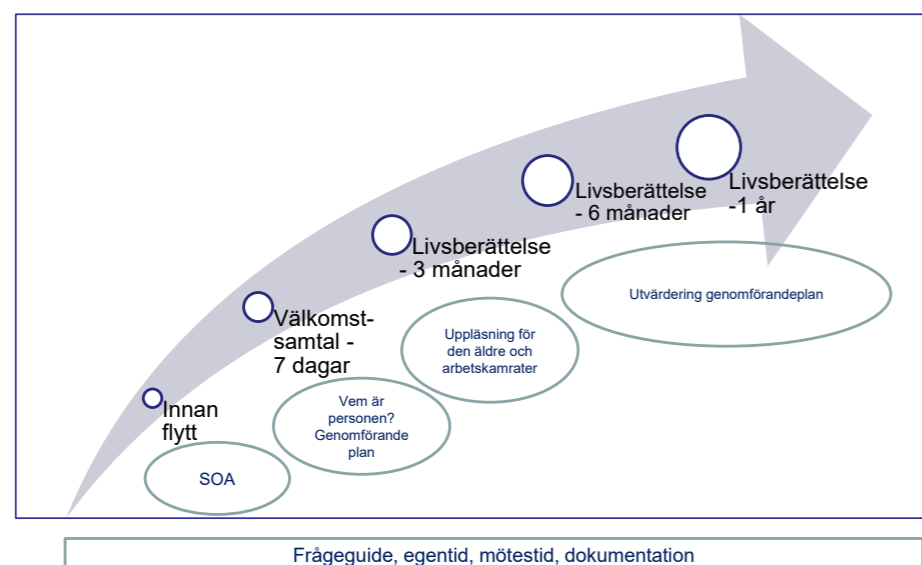 Livsberättelse
-1 år
Livsberättelse
- 6 månader
Livsberättelse
- 3 månader
Välkomst-
samtal -
7 dagar
Innan
flytt
Utvärdering genomförandeplan
Uppläsning för
den äldre och
arbetskamrater
Vem är
personen?
Genomförande
plan
SOA
Frågeguide, egentid, mötestid, dokumentation